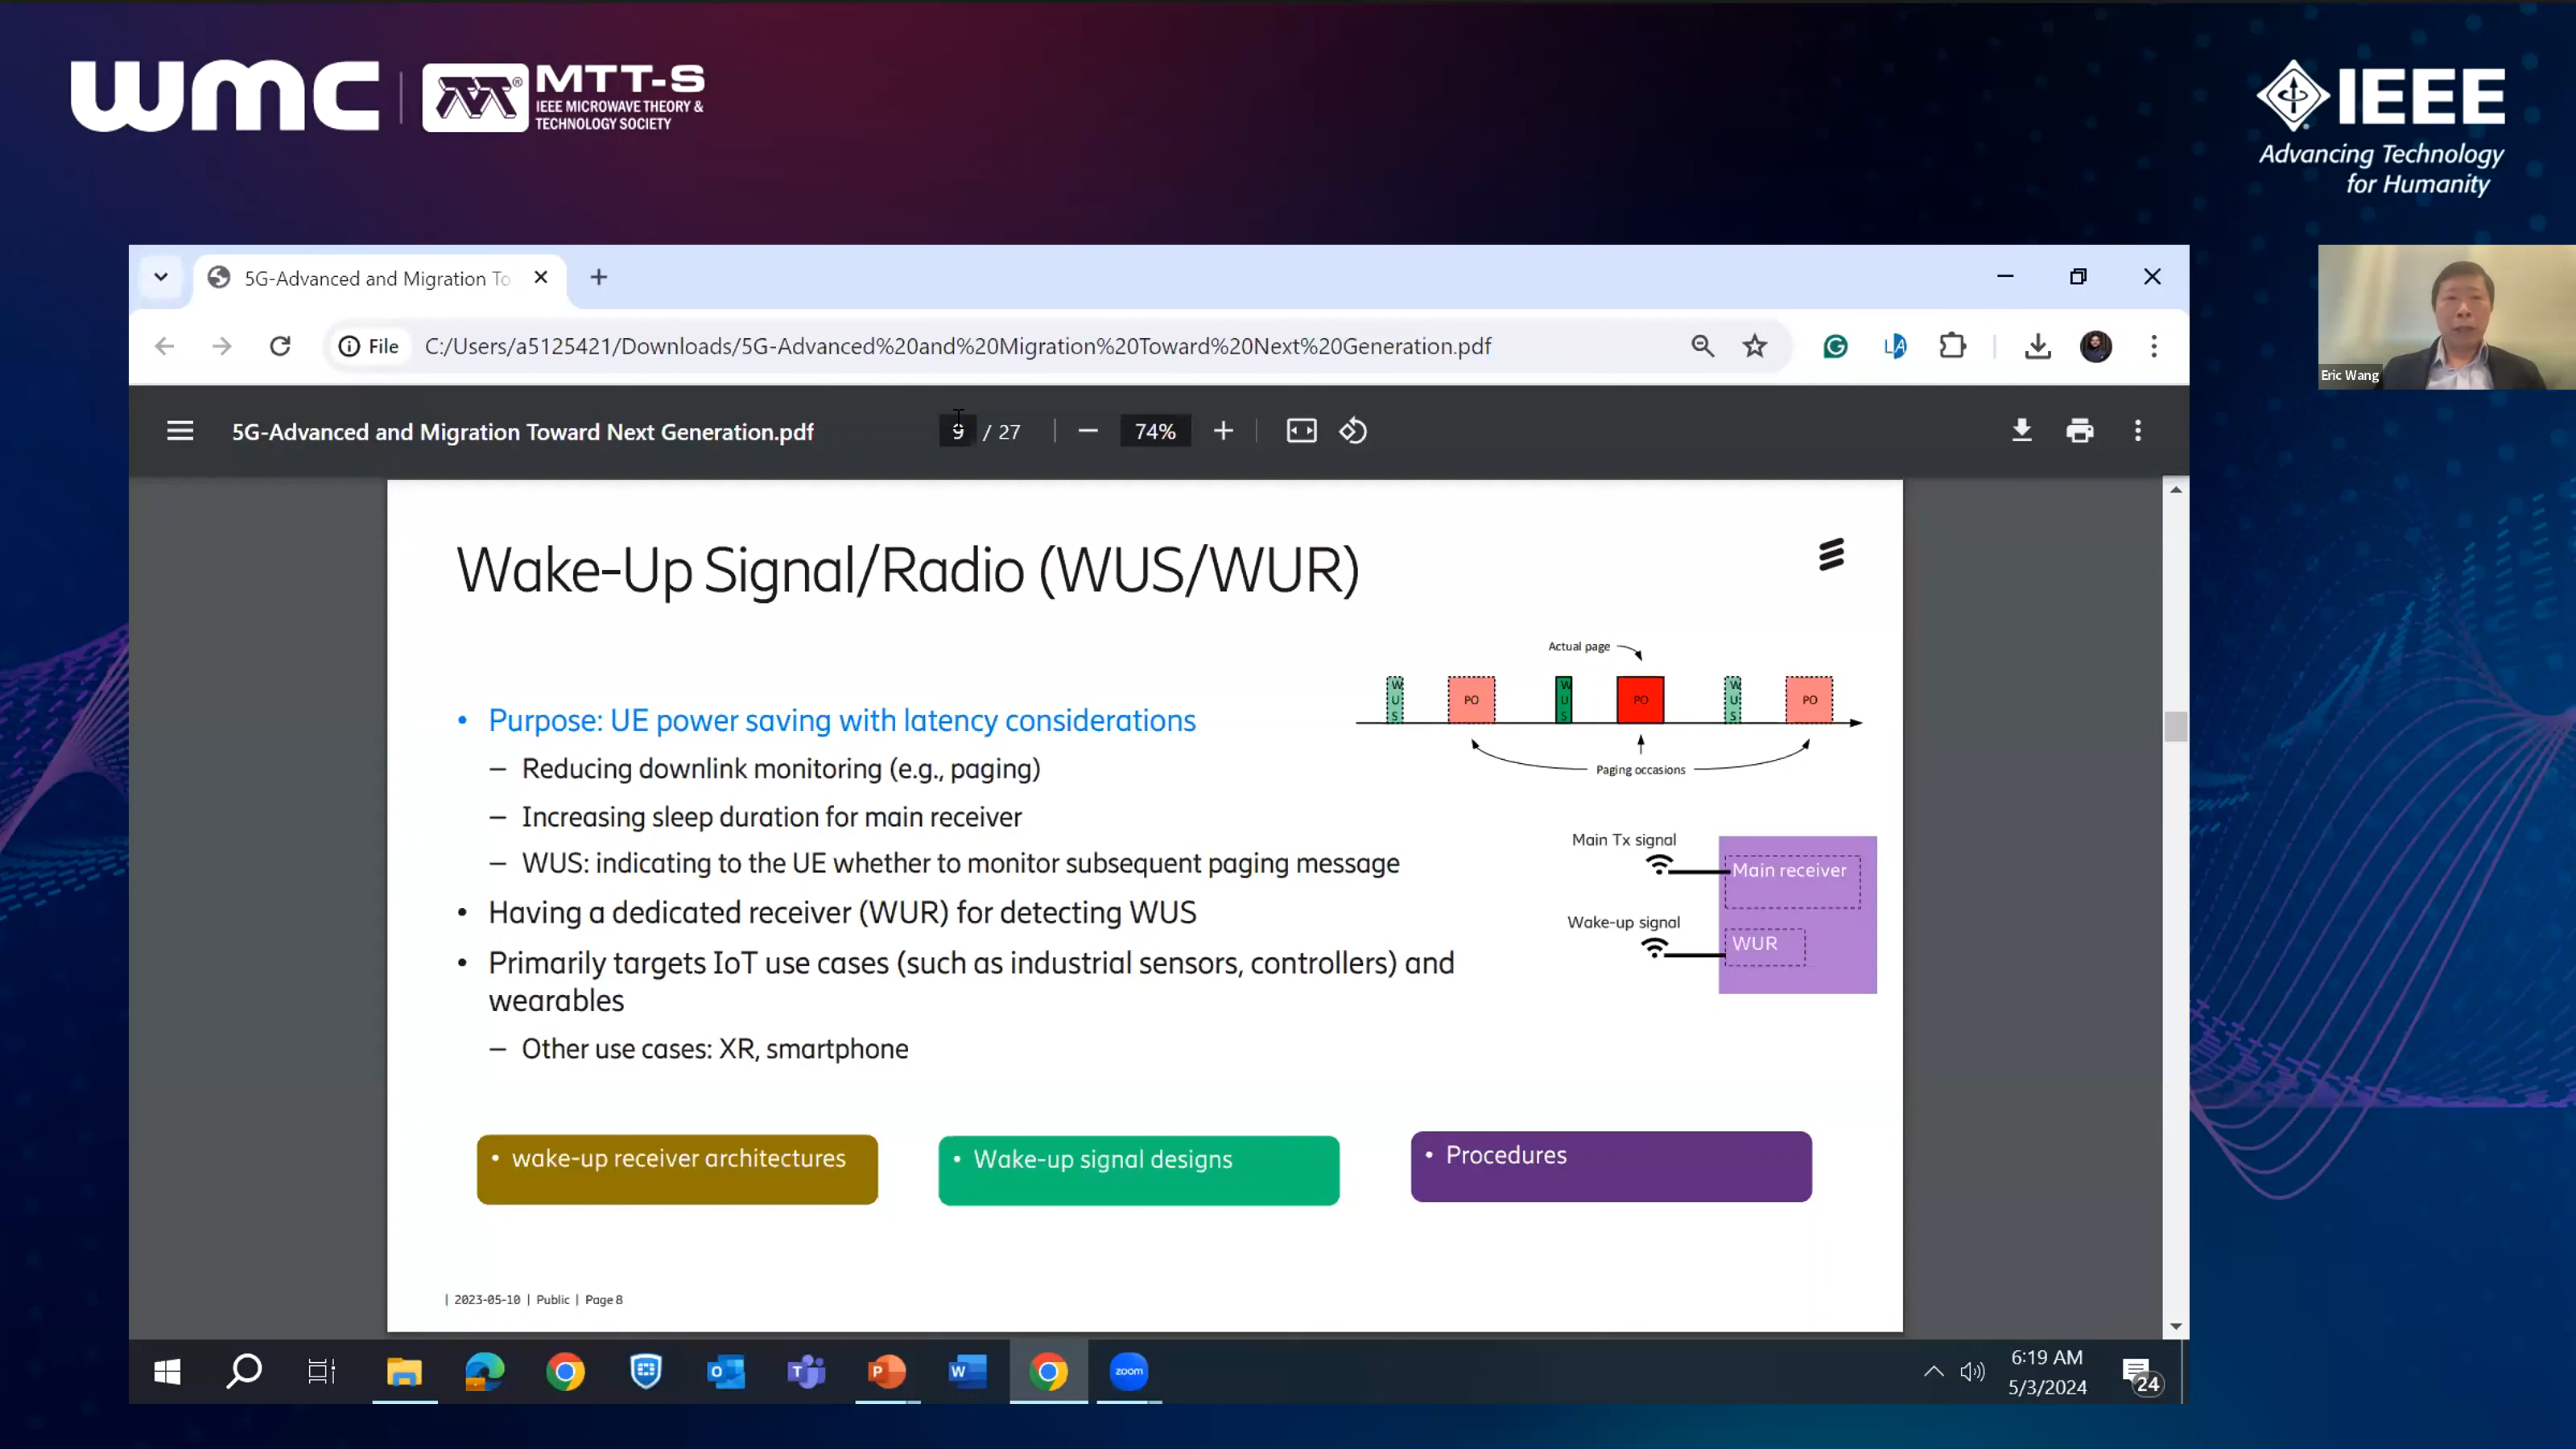 wmc
MTT-S
IEEE MICROWAVE THEORY &
TECHNOLOGY SOCIETY
IEEE
Advancing Technology
for Humanity
5G-Advanced and Migration To
File
C:/Users/a5125421/Downloads/5G-Advanced%20and%20Migration%20Toward%20Next%20Generation.pdf
Eric Wang
5G-Advanced and Migration Toward Next Generation.pdf
9 / 27
74%
Wake-Up Signal/Radio (WUS/WUR)
Actual page
WUS
PO
WUS
PO
WUS
PO
Paging occasions
• Purpose: UE power saving with latency considerations
– Reducing downlink monitoring (e.g., paging)
– Increasing sleep duration for main receiver
– WUS: indicating to the UE whether to monitor subsequent paging message
• Having a dedicated receiver (WUR) for detecting WUS
• Primarily targets IoT use cases (such as industrial sensors, controllers) and
wearables
– Other use cases: XR, smartphone
Main Tx signal
Main receiver
Wake-up signal
WUR
• wake-up receiver architectures
• Wake-up signal designs
• Procedures
| 2023-05-10 | Public | Page 8
zoom
6:19 AM
5/3/2024
24